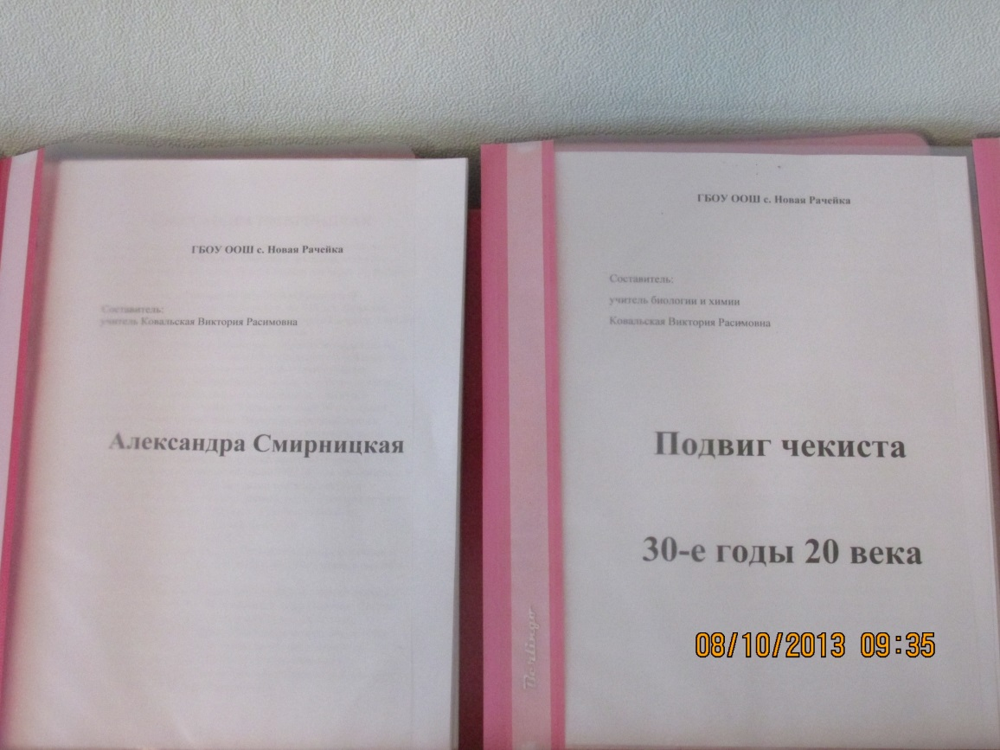 ГБОУ ООШ с. Новая Рачейка
Составитель:
учитель Ковальская Виктория Расимовна
Александра Смирницкая
ГБОУ ООШ с. Новая Рачейка
Составитель:
учитель биологии и химии
Ковальская Виктория Расимовна
Подвиг чекиста
30-е годы 20 века
Berlingo
08/10/2013 09:35